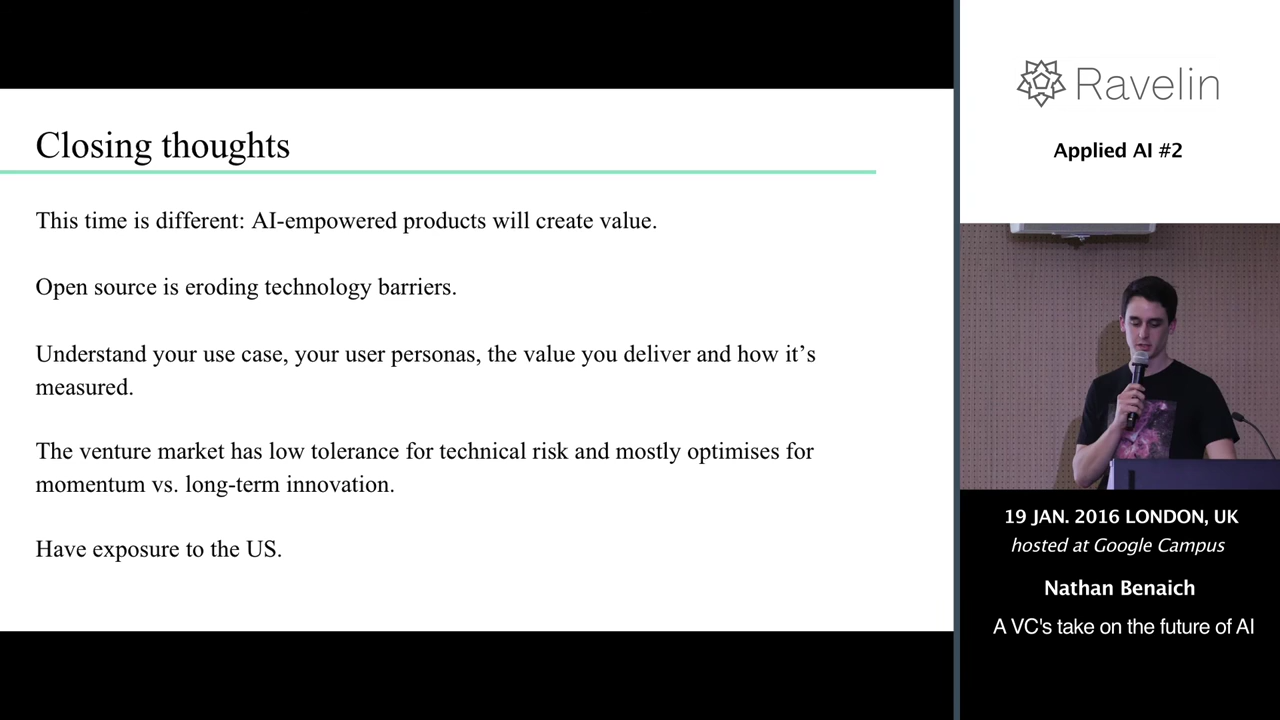 Closing thoughts
This time is different: AI-empowered products will create value.
Open source is eroding technology barriers.
Understand your use case, your user personas, the value you deliver and how it’s
measured.
The venture market has low tolerance for technical risk and mostly optimises for
momentum vs. long-term innovation.
Have exposure to the US.
Ravelin
Applied AI #2
19 JAN. 2016 LONDON, UK
hosted at Google Campus
Nathan Benaich
A VC's take on the future of AI